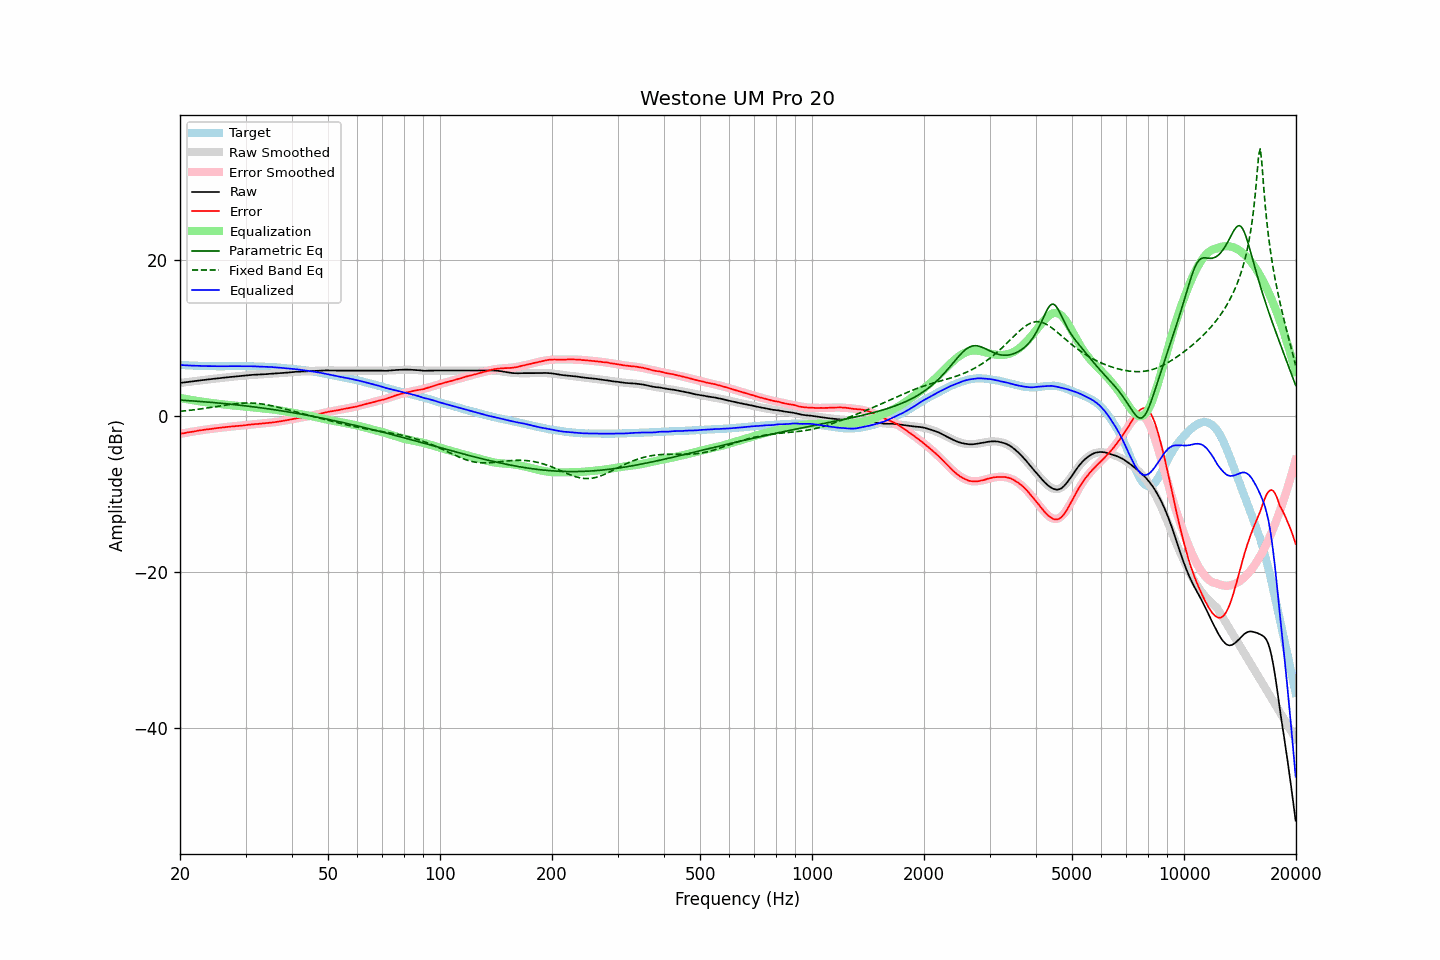 Westone UM Pro 20
Target
Raw Smoothed
Error Smoothed
Raw
Error
Equalization
Parametric Eq
Fixed Band Eq
Equalized
20
0
−20
−40
Amplitude (dBr)
20 50 100 200 500 1000 2000 5000 10000 20000
Frequency (Hz)